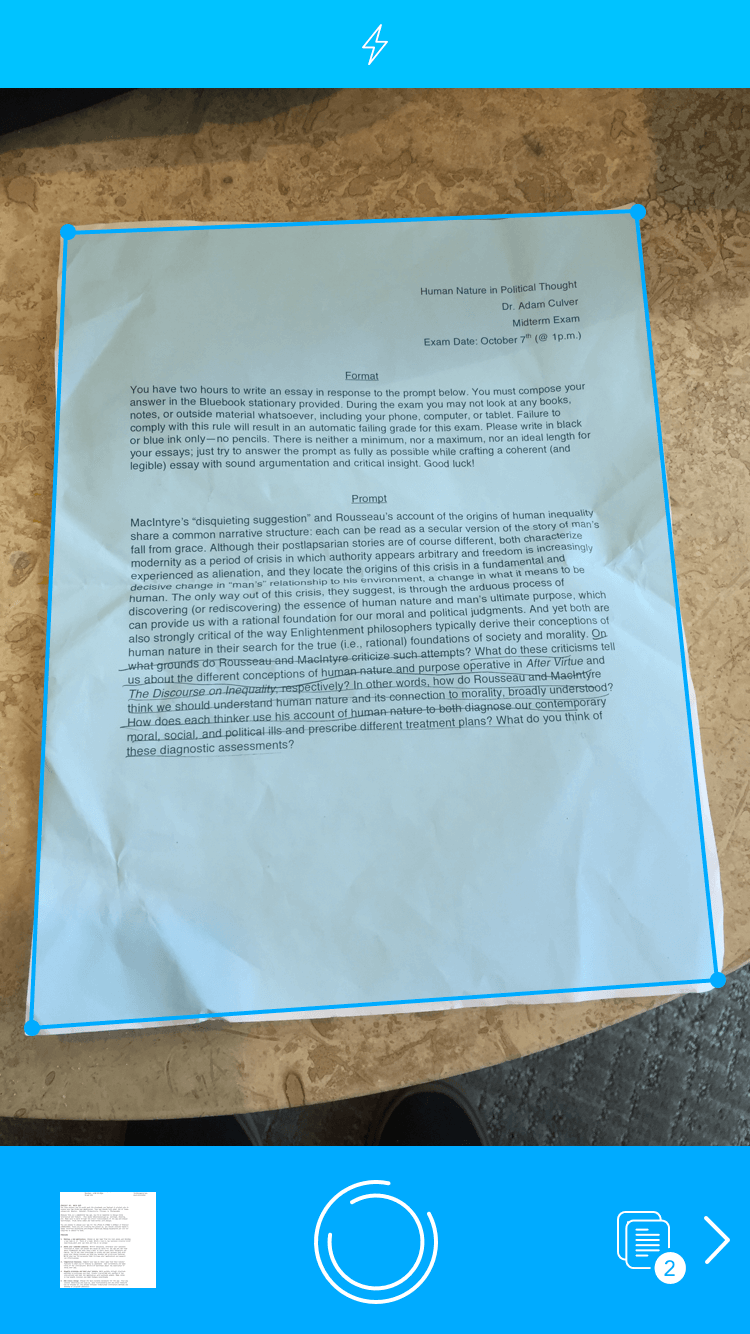 Human Nature in Political Thought
Dr. Adam Culver
Midterm Exam
Exam Date: October 7th (@ 1p.m.)
Format
You have two hours to write an essay in response to the prompt below. You must compose your
answer in the Bluebook stationary provided. During the exam you may not look at any books,
notes, or outside material whatsoever, including your phone, computer, or tablet. Failure to
comply with this rule will result in an automatic failing grade for this exam. Please write in black
or blue ink only—no pencils. There is neither a minimum, nor a maximum, nor an ideal length for
your essays; just try to answer the prompt as fully as possible while crafting a coherent (and
legible) essay with sound argumentation and critical insight. Good luck!
Prompt
MacIntyre's “disquieting suggestion” and Rousseau's account of the origins of human inequality
share a common narrative structure: each can be read as a secular version of the story of man's
fall from grace. Although their postlapsarian stories are of course different, both characterize
modernity as a period of crisis in which authority appears arbitrary and freedom is increasingly
experienced as alienation, and they locate the origins of this crisis in a fundamental and
decisive change in “man's” relationship to his environment, a change in what it means to be
human. The only way out of this crisis, they suggest, is through the arduous process of
discovering (or rediscovering) the essence of human nature and man's ultimate purpose, which
can provide us with a rational foundation for our moral and political judgments. And yet both are
also strongly critical of the way Enlightenment philosophers typically derive their conceptions of
human nature in their search for the true (i.e., rational) foundations of society and morality. On
what grounds do Rousseau and MacIntyre criticize such attempts? What do these criticisms tell
us about the different conceptions of human nature and purpose operative in After Virtue and
The Discourse on Inequality, respectively? In other words, how do Rousseau and MacIntyre
think we should understand human nature and its connection to morality, broadly understood?
How does each thinker use his account of human nature to both diagnose our contemporary
moral, social, and political ills and prescribe different treatment plans? What do you think of
these diagnostic assessments?
2